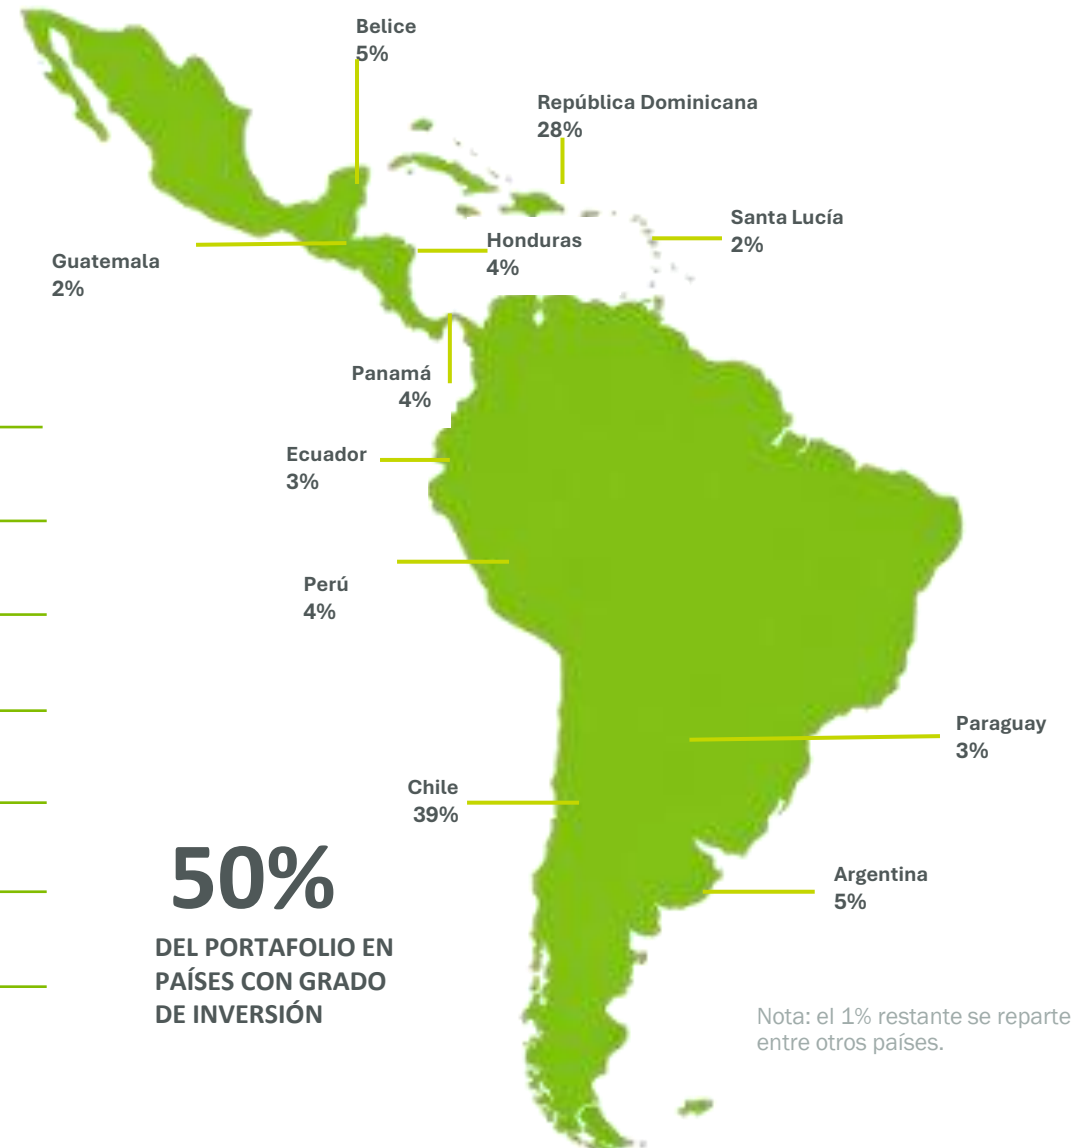 Belice
5%
República Dominicana
28%
Santa Lucía
2%
Honduras
4%
Guatemala
2%
Panamá
4%
Ecuador
3%
Perú
4%
Paraguay
3%
Chile
39%
Argentina
5%
50%
DEL PORTAFOLIO EN
PAÍSES CON GRADO
DE INVERSIÓN
Nota: el 1% restante se reparte
entre otros países.